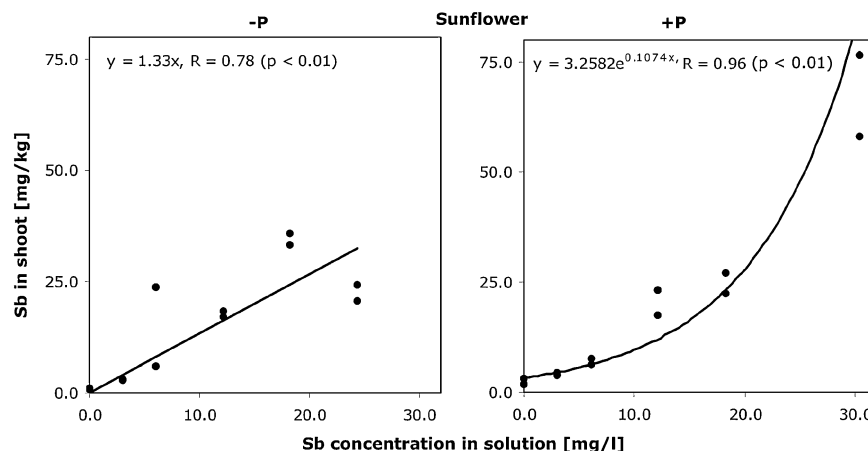 -P Sunflower +P
y = 1.33x, R = 0.78 (p < 0.01)
y = 3.2582e^0.1074x, R = 0.96 (p < 0.01)
Sb in shoot [mg/kg]
75.0
50.0
25.0
0.0
0.0 10.0 20.0 30.0
75.0
50.0
25.0
0.0
0.0 10.0 20.0 30.0
Sb concentration in solution [mg/l]